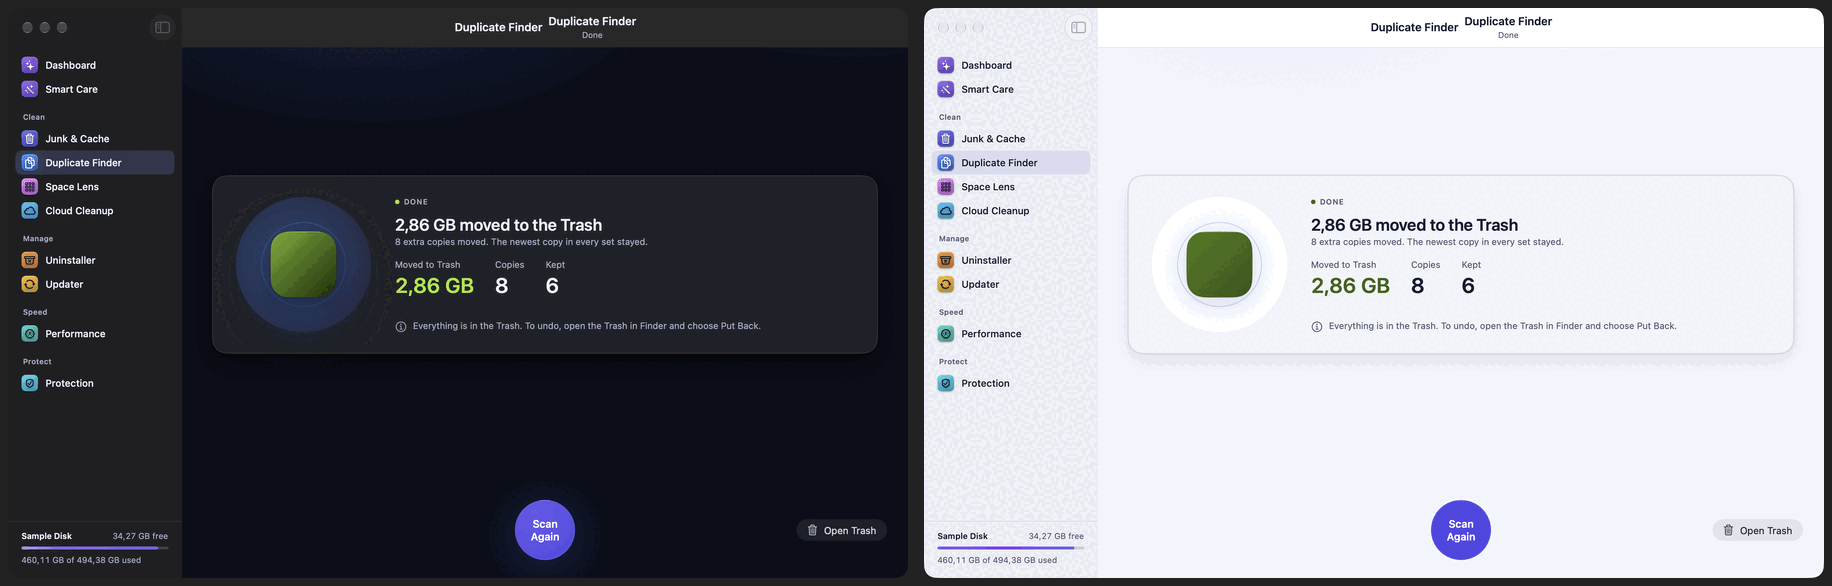 Duplicate Finder
Duplicate Finder
Done
Dashboard
Smart Care
Clean
Junk & Cache
Duplicate Finder
Space Lens
Cloud Cleanup
Manage
Uninstaller
Updater
Speed
Performance
Protect
Protection
Sample Disk 34,27 GB free
460,11 GB of 494,38 GB used
DONE
2,86 GB moved to the Trash
8 extra copies moved. The newest copy in every set stayed.
Moved to Trash Copies Kept
2,86 GB 8 6
Everything is in the Trash. To undo, open the Trash in Finder and choose Put Back.
Scan
Again
Open Trash
Duplicate Finder
Duplicate Finder
Done
Dashboard
Smart Care
Clean
Junk & Cache
Duplicate Finder
Space Lens
Cloud Cleanup
Manage
Uninstaller
Updater
Speed
Performance
Protect
Protection
Sample Disk 34,27 GB free
460,11 GB of 494,38 GB used
DONE
2,86 GB moved to the Trash
8 extra copies moved. The newest copy in every set stayed.
Moved to Trash Copies Kept
2,86 GB 8 6
Everything is in the Trash. To undo, open the Trash in Finder and choose Put Back.
Scan
Again
Open Trash